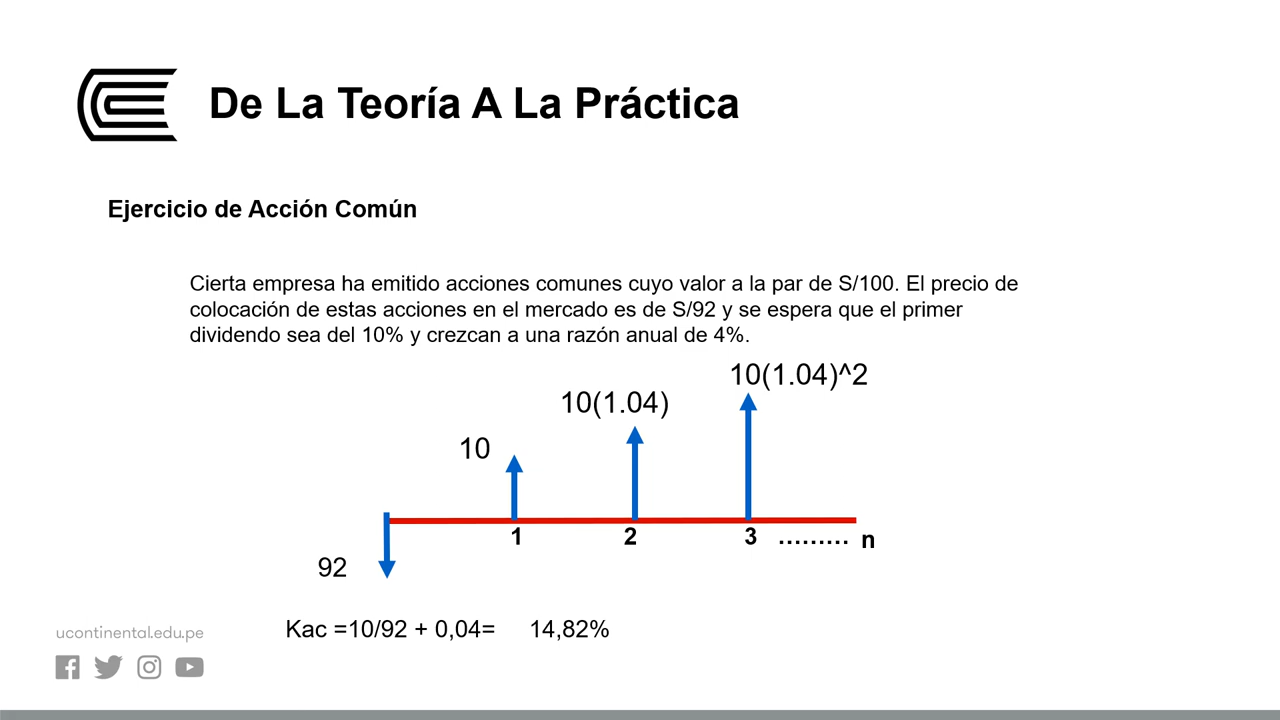 De La Teoría A La Práctica
Ejercicio de Acción Común
Cierta empresa ha emitido acciones comunes cuyo valor a la par de S/100. El precio de
colocación de estas acciones en el mercado es de S/92 y se espera que el primer
dividendo sea del 10% y crezcan a una razón anual de 4%.
10(1.04)^2
10(1.04)
10
1 2 3 ......... n
92
Kac =10/92 + 0,04= 14,82%
ucontinental.edu.pe